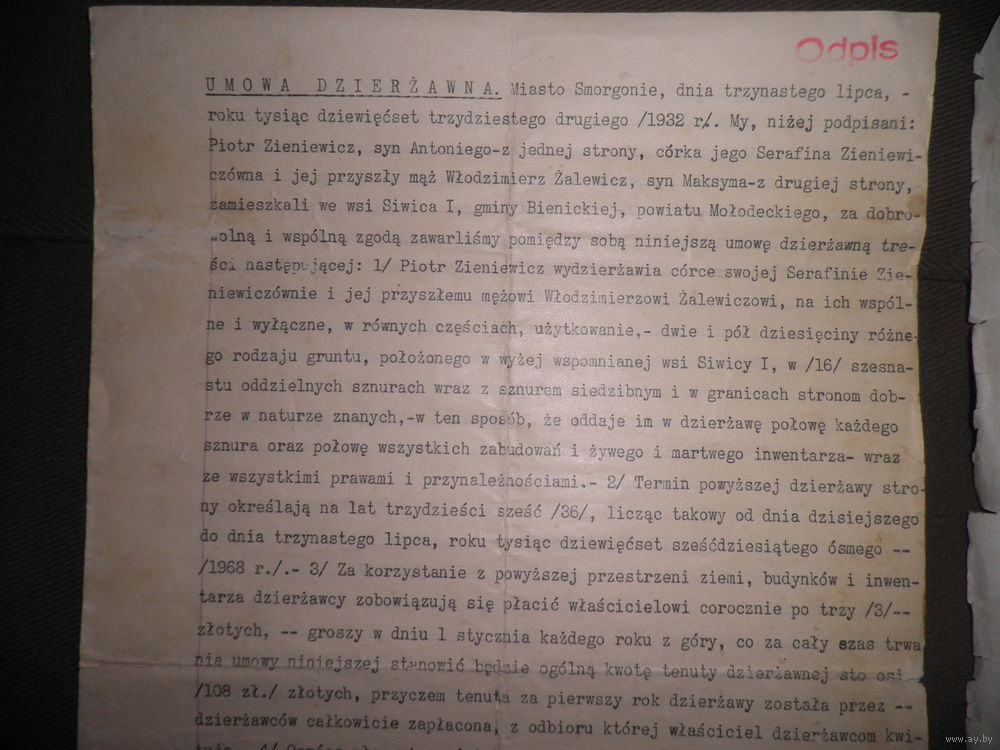 Odpis
UMOWA DZIERŻAWNA. Miasto Smorgonie, dnia trzynastego lipca, -
roku tysiąc dziewięćset trzydziestego drugiego /1932 r/. My, niżej podpisani:
Piotr Zieniewicz, syn Antoniego-z jednej strony, córka jego Serafina Zieniewi-
czówna i jej przyszły mąż Włodzimierz Żalewicz, syn Maksyma-z drugiej strony,
zamieszkali we wsi Siwica I, gminy Bienickiej, powiatu Mołodeckiego, za dobro-
wolną i wspólną zgodą zawarliśmy pomiędzy sobą niniejszą umowę dzierżawną tre-
ści następującej: 1/ Piotr Zieniewicz wydzierżawia córce swojej Serafinie Zie-
niewiczównie i jej przyszłemu mężowi Włodzimierzowi Żalewiczowi, na ich wspól-
ne i wyłączne, w równych częściach, użytkowanie,- dwie i pół dziesięciny różne-
go rodzaju gruntu, położonego w wyżej wspomnianej wsi Siwicy I, w /16/ szesna-
stu oddzielnych sznurach wraz z sznurem siedzibnym i w granicach stronom dob-
rze w naturze znanych,-w ten sposób, że oddaje im w dzierżawę połowę każdego
sznura oraz połowę wszystkich zabudowań i żywego i martwego inwentarza- wraz
ze wszystkimi prawami i przynależnościami.- 2/ Termin powyższej dzierżawy stro-
ny określają na lat trzydzieści sześć /36/, licząc takowy od dnia dzisiejszego
do dnia trzynastego lipca, roku tysiąc dziewięćset sześćdziesiątego ósmego --
/1968 r./.- 3/ Za korzystanie z powyższej przestrzeni ziemi, budynków i inwen-
tarza dzierżawcy zobowiązują się płacić właścicielowi corocznie po trzy /3/--
złotych, -- groszy w dniu 1 stycznia każdego roku z góry, co za cały szas trwa
nia umowy niniejszej stanowić będzie ogólną kwotę tenuty dzierżawnej sto
/108 zł./ złotych, przyczem tenuta za pierwszy rok dzierżawy została przez --
dzierżawców całkowicie zapłacona, z odbioru której właściciel dzierżawcom kwi-
www.ay.by